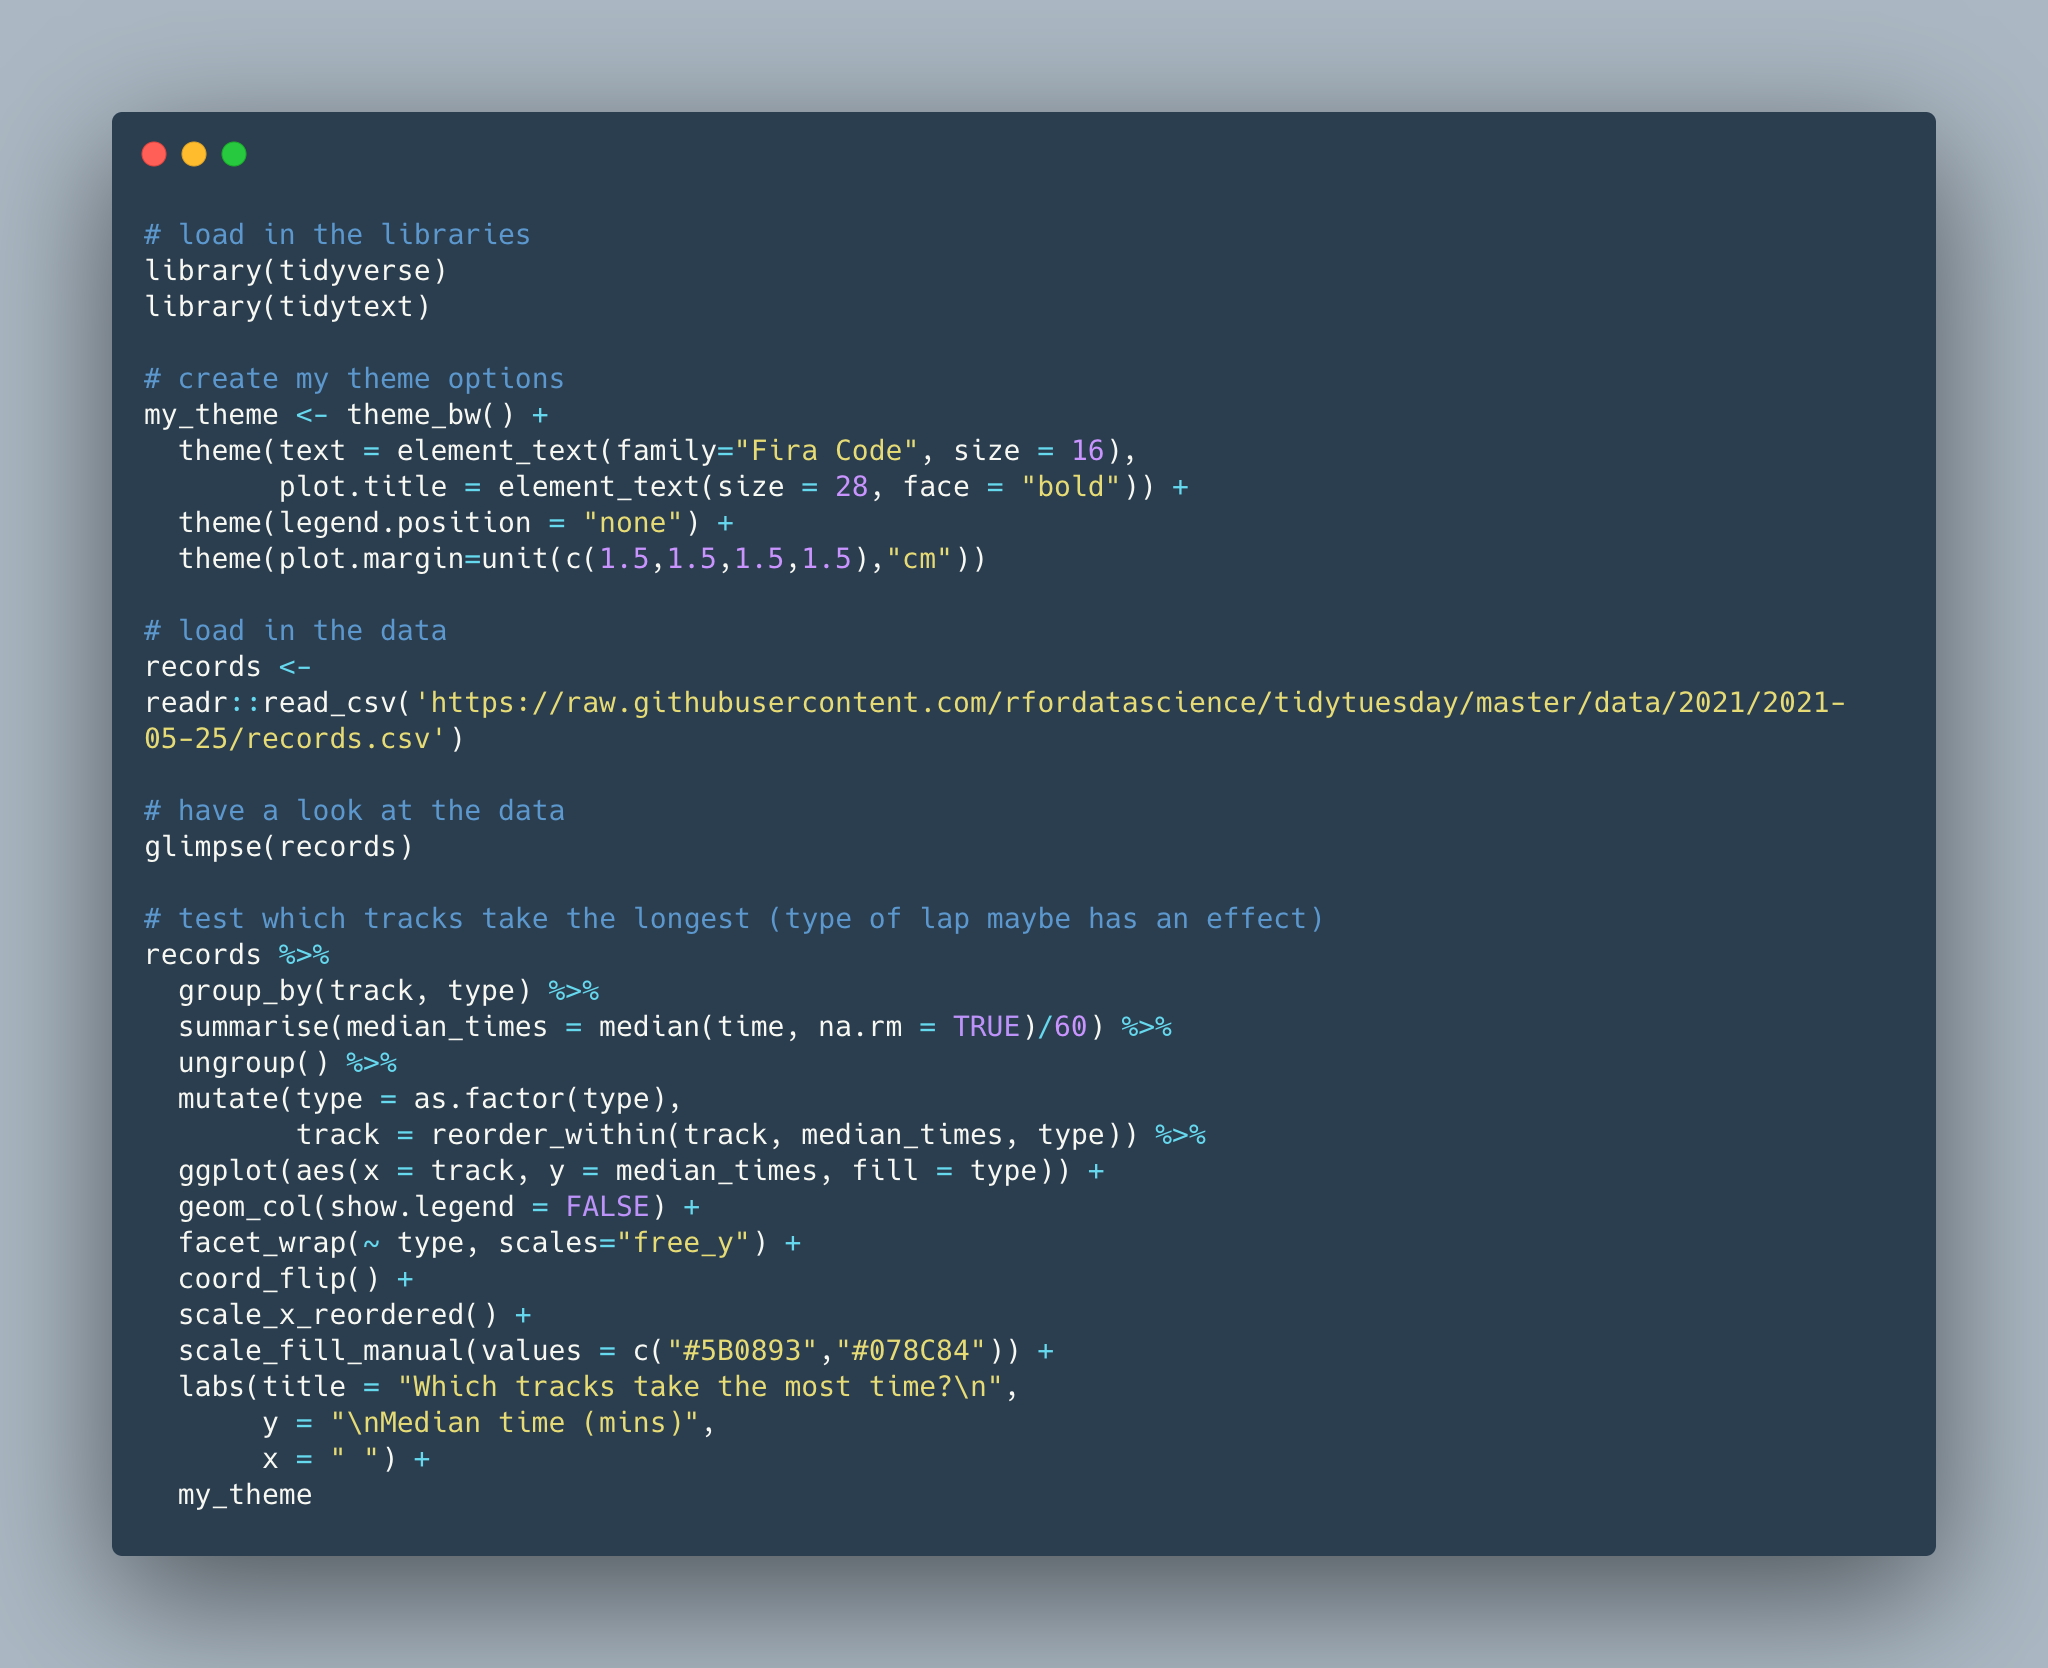 # load in the libraries
library(tidyverse)
library(tidytext)

# create my theme options
my_theme <- theme_bw() +
  theme(text = element_text(family="Fira Code", size = 16),
        plot.title = element_text(size = 28, face = "bold")) +
  theme(legend.position = "none") +
  theme(plot.margin=unit(c(1.5,1.5,1.5,1.5),"cm"))

# load in the data
records <-
readr::read_csv('https://raw.githubusercontent.com/rfordatascience/tidytuesday/master/data/2021/2021-
05-25/records.csv')

# have a look at the data
glimpse(records)

# test which tracks take the longest (type of lap maybe has an effect)
records %>%
  group_by(track, type) %>%
  summarise(median_times = median(time, na.rm = TRUE)/60) %>%
  ungroup() %>%
  mutate(type = as.factor(type),
         track = reorder_within(track, median_times, type)) %>%
  ggplot(aes(x = track, y = median_times, fill = type)) +
  geom_col(show.legend = FALSE) +
  facet_wrap(~ type, scales="free_y") +
  coord_flip() +
  scale_x_reordered() +
  scale_fill_manual(values = c("#5B0893","#078C84")) +
  labs(title = "Which tracks take the most time?\n",
       y = "\nMedian time (mins)",
       x = " ") +
  my_theme